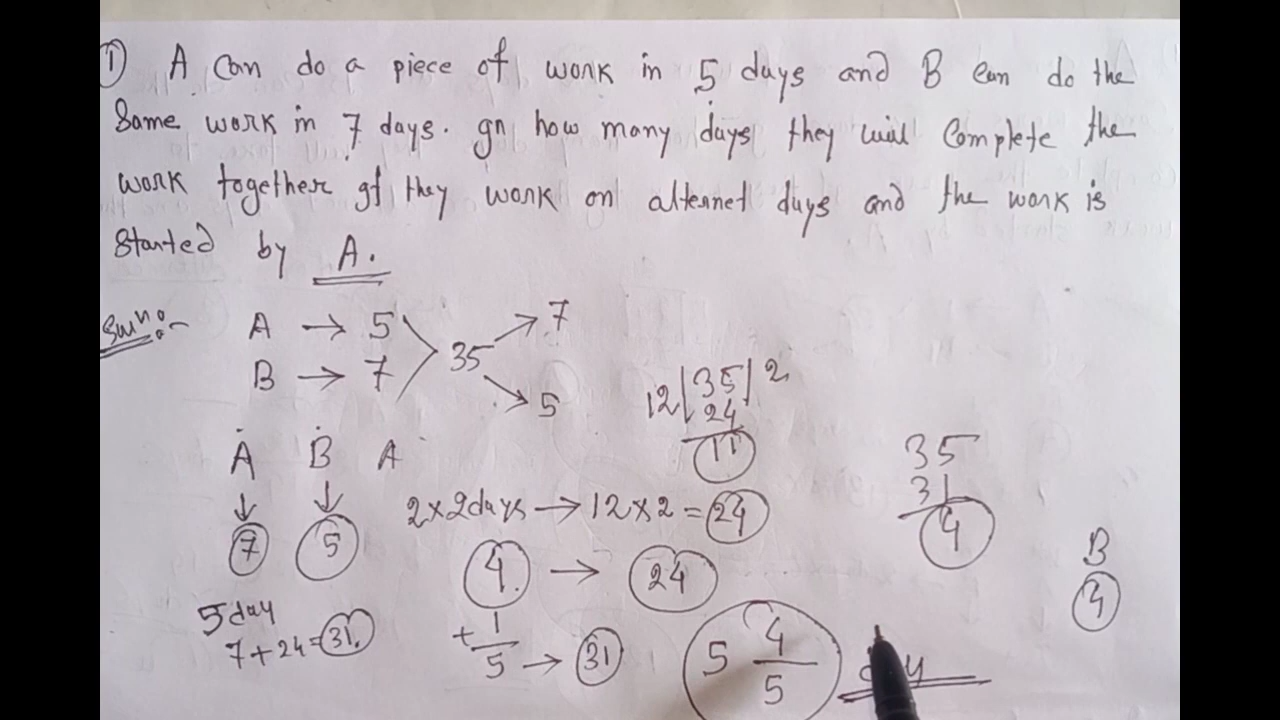 1) A can do a piece of work in 5 days and B can do the
Same work in 7 days. gn how many days they will complete the
work together gf they work on alternet days and the work is
started by A.
Solnn :-
A → 5
B → 7
35
7
5
12|35|2
24
11
A B A
↓ ↓
7 5
2×2days → 12×2 = 24
4 → 24
+1
5 → 31
5 day
7+24=31.
35
31
4
B
4
5 4/5